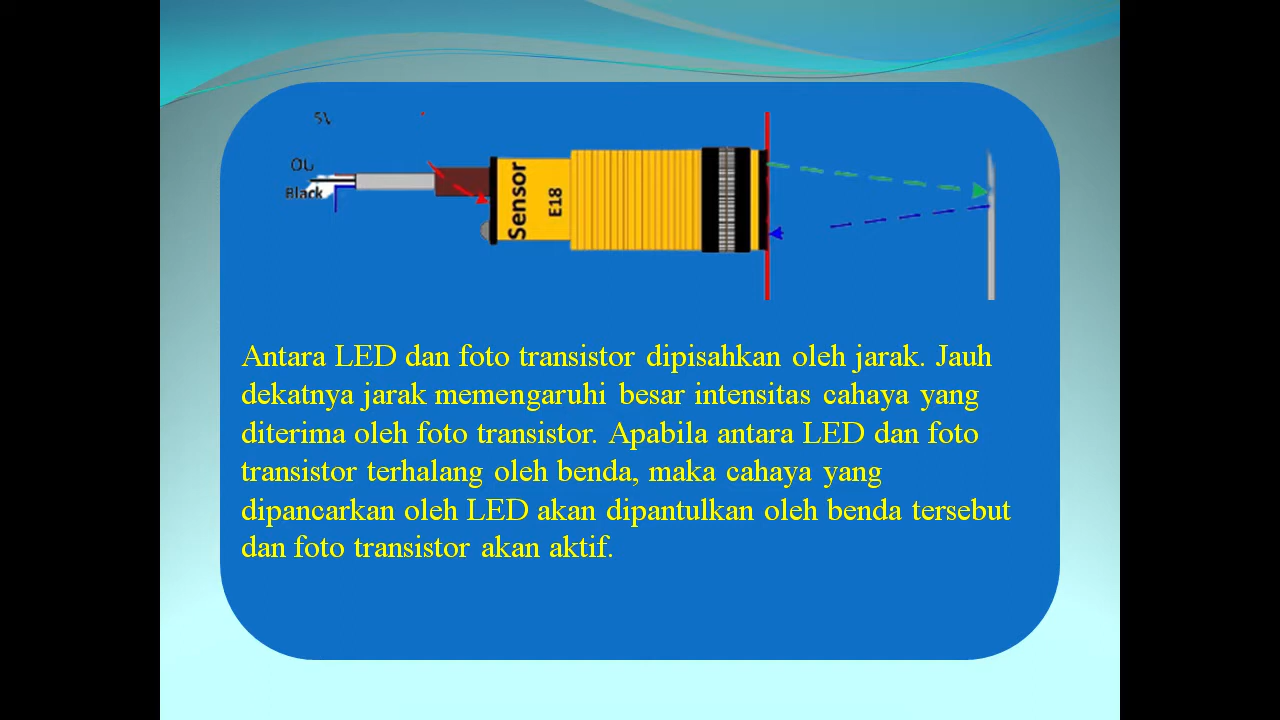 5V
OU
Black
Sensor
E18
Antara LED dan foto transistor dipisahkan oleh jarak. Jauh
dekatnya jarak memengaruhi besar intensitas cahaya yang
diterima oleh foto transistor. Apabila antara LED dan foto
transistor terhalang oleh benda, maka cahaya yang
dipancarkan oleh LED akan dipantulkan oleh benda tersebut
dan foto transistor akan aktif.